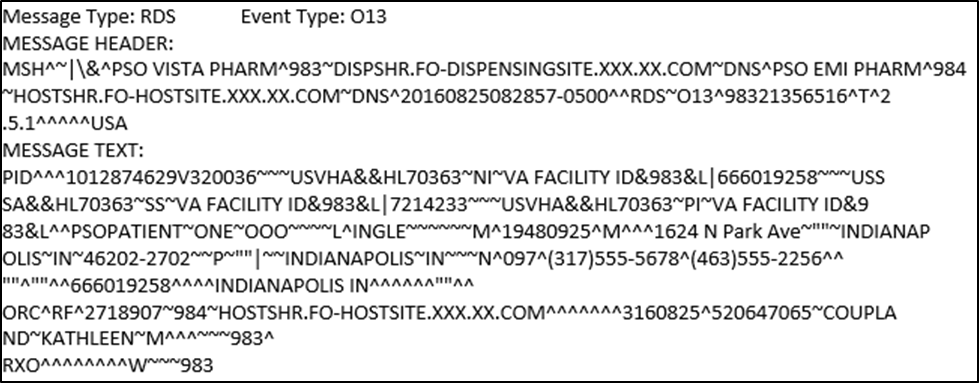 Message Type: RDS Event Type: O13
MESSAGE HEADER:
MSH^~|\&^PSO VISTA PHARM^983~DISPSHR.FO-DISPENSINGSITE.XXX.XX.COM~DNS^PSO EMI PHARM^984
~HOSTSHR.FO-HOSTSITE.XXX.XX.COM~DNS^20160825082857-0500^^RDS~O13^98321356516^T^2
.5.1^^^^^USA
MESSAGE TEXT:
PID^^^1012874629V320036~~~USVHA&&HL70363~NI~VA FACILITY ID&983&L|666019258~~~USS
SA&&HL70363~SS~VA FACILITY ID&983&L|7214233~~~USVHA&&HL70363~PI~VA FACILITY ID&9
83&L^^PSOPATIENT~ONE~OOO~~~~L^INGLE~~~~~~M^19480925^M^^^1624 N Park Ave~""~INDIANAP
OLIS~IN~46202-2702~~P~""|~~INDIANAPOLIS~IN~~~N^097^(317)555-5678^(463)555-2256^^
""^""^^666019258^^^^INDIANAPOLIS IN^^^^^^""^^
ORC^RF^2718907~984~HOSTSHR.FO-HOSTSITE.XXX.XX.COM^^^^^^^3160825^520647065~COUPLA
ND~KATHLEEN~M^^^~~~983^
RXO^^^^^^^^W~~~983